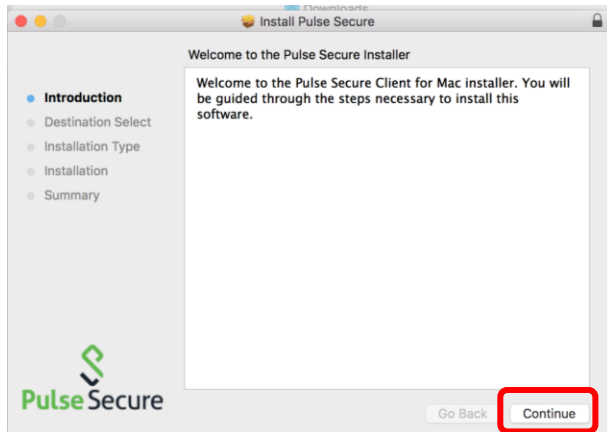 Downloads
Install Pulse Secure
Welcome to the Pulse Secure Installer
Introduction
Destination Select
Installation Type
Installation
Summary
Welcome to the Pulse Secure Client for Mac installer. You will
be guided through the steps necessary to install this
software.
Pulse Secure
Go Back
Continue